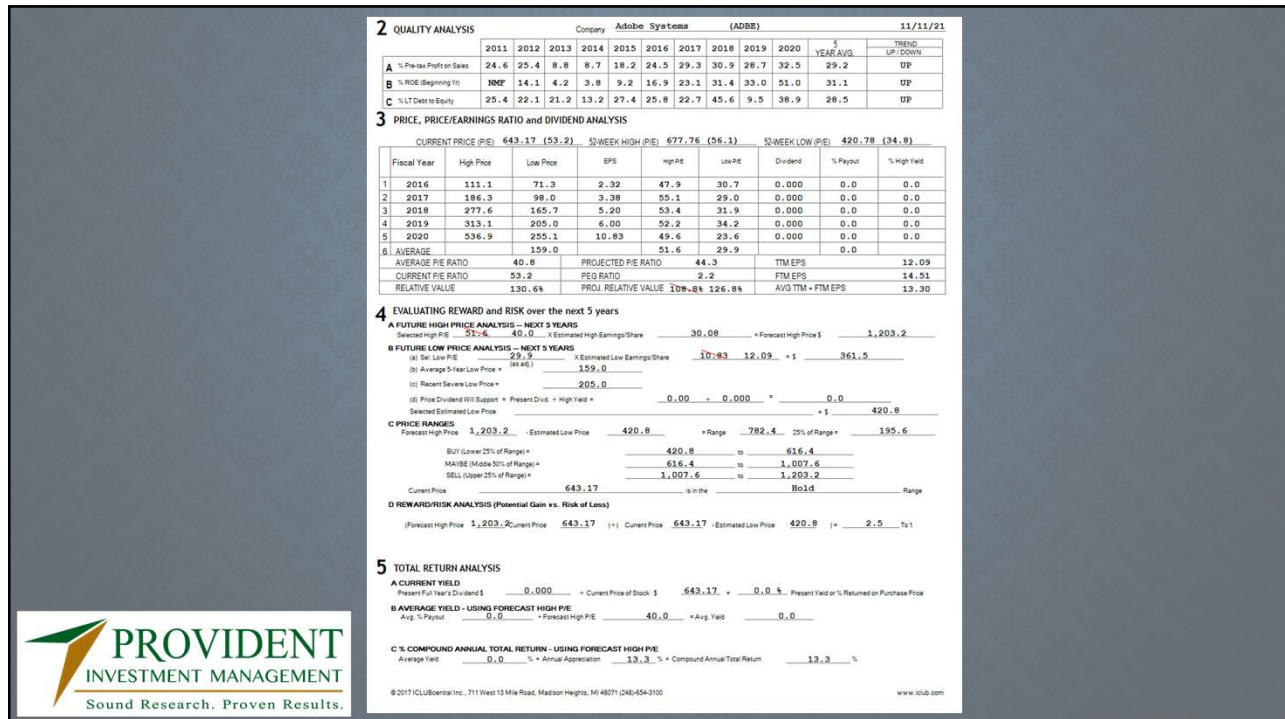 2 QUALITY ANALYSIS Company Adobe Systems (ADBE) 11/11/21
2011 2012 2013 2014 2015 2016 2017 2018 2019 2020 5 YEAR AVG. TREND UP / DOWN
A % Pre-tax Profit on Sales 24.6 25.4 8.8 8.7 18.2 24.5 29.3 30.9 28.7 32.5 29.2 UP
B % ROE (Beginning Yr) NMF 14.1 4.2 3.8 9.2 16.9 23.1 31.4 33.0 51.0 31.1 UP
C % LT Debt to Equity 25.4 22.1 21.2 13.2 27.4 25.8 22.7 45.6 9.5 38.9 28.5 UP
3 PRICE, PRICE/EARNINGS RATIO and DIVIDEND ANALYSIS
CURRENT PRICE (P/E) 643.17 (53.2) 52-WEEK HIGH (P/E) 677.76 (56.1) 52-WEEK LOW (P/E) 420.78 (34.8)
Fiscal Year High Price Low Price EPS High P/E Low P/E Dividend % Payout % High Yield
1 2016 111.1 71.3 2.32 47.9 30.7 0.000 0.0 0.0
2 2017 186.3 98.0 3.38 55.1 29.0 0.000 0.0 0.0
3 2018 277.6 165.7 5.20 53.4 31.9 0.000 0.0 0.0
4 2019 313.1 205.0 6.00 52.2 34.2 0.000 0.0 0.0
5 2020 536.9 255.1 10.83 49.6 23.6 0.000 0.0 0.0
6 AVERAGE 159.0 51.6 29.9 0.0
AVERAGE P/E RATIO 40.8 PROJECTED P/E RATIO 44.3 TTM EPS 12.09
CURRENT P/E RATIO 53.2 PEG RATIO 2.2 FTM EPS 14.51
RELATIVE VALUE 130.6% PROJ. RELATIVE VALUE 108.8% 126.8% AVG TTM + FTM EPS 13.30
4 EVALUATING REWARD and RISK over the next 5 years
A FUTURE HIGH PRICE ANALYSIS -- NEXT 5 YEARS
Selected High P/E 51.6 40.0 X Estimated High Earnings/Share 30.08 = Forecast High Price $ 1,203.2
B FUTURE LOW PRICE ANALYSIS -- NEXT 5 YEARS
(a) Sel. Low P/E 29.9 X Estimated Low Earnings/Share 10.83 12.09 = $ 361.5
(as adj.)
(b) Average 5-Year Low Price = 159.0
(c) Recent Severe Low Price = 205.0
(d) Price Dividend Will Support = Present Divd. ÷ High Yield = 0.00 ÷ 0.000 = 0.0
Selected Estimated Low Price = $ 420.8
C PRICE RANGES
Forecast High Price 1,203.2 - Estimated Low Price 420.8 = Range 782.4 25% of Range = 195.6
BUY (Lower 25% of Range) = 420.8 to 616.4
MAYBE (Middle 50% of Range) = 616.4 to 1,007.6
SELL (Upper 25% of Range) = 1,007.6 to 1,203.2
Current Price 643.17 is in the Hold Range
D REWARD/RISK ANALYSIS (Potential Gain vs. Risk of Loss)
(Forecast High Price 1,203.2 Current Price 643.17 ) ÷ ( Current Price 643.17 - Estimated Low Price 420.8 ) = 2.5 To 1
5 TOTAL RETURN ANALYSIS
A CURRENT YIELD
Present Full Year's Dividend $ 0.000 ÷ Current Price of Stock $ 643.17 = 0.0 % Present Yield or % Returned on Purchase Price
B AVERAGE YIELD - USING FORECAST HIGH P/E
Avg. % Payout 0.0 ÷ Forecast High P/E 40.0 = Avg. Yield 0.0
C % COMPOUND ANNUAL TOTAL RETURN - USING FORECAST HIGH P/E
Average Yield 0.0 % + Annual Appreciation 13.3 % = Compound Annual Total Return 13.3 %
© 2017 ICLUBcentral Inc., 711 West 13 Mile Road, Madison Heights, MI 48071 (248)-654-3100 www.iclub.com
PROVIDENT
INVESTMENT MANAGEMENT
Sound Research. Proven Results.